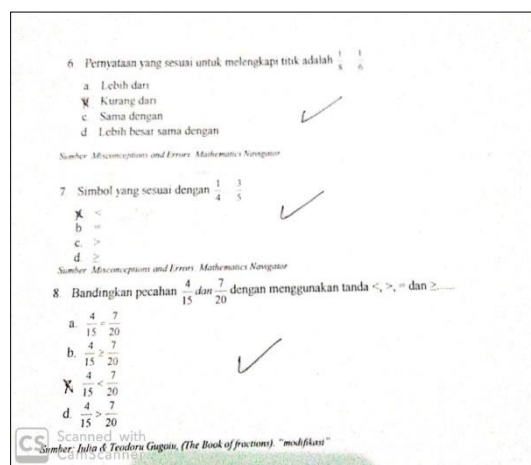 6 Pernyataan yang sesuai untuk melengkapi titik adalah 1/8 1/6
a Lebih dari
Kurang dari
c. Sama dengan
d Lebih besar sama dengan
Sumber Misconceptions and Errors Mathematics Navigator
7 Simbol yang sesuai dengan 1/4 3/5
<
b =
c. >
d. ≥
Sumber Misconceptions and Errors Mathematics Navigator
8. Bandingkan pecahan 4/15 dan 7/20 dengan menggunakan tanda <, >, = dan ≥......
a. 4/15 = 7/20
b. 4/15 ≥ 7/20
4/15 < 7/20
d. 4/15 > 7/20
CS Scanned with
CamScanner
Sumber: Julia & Teodoru Gugoiu, (The Book of fractions). "modifikasi"